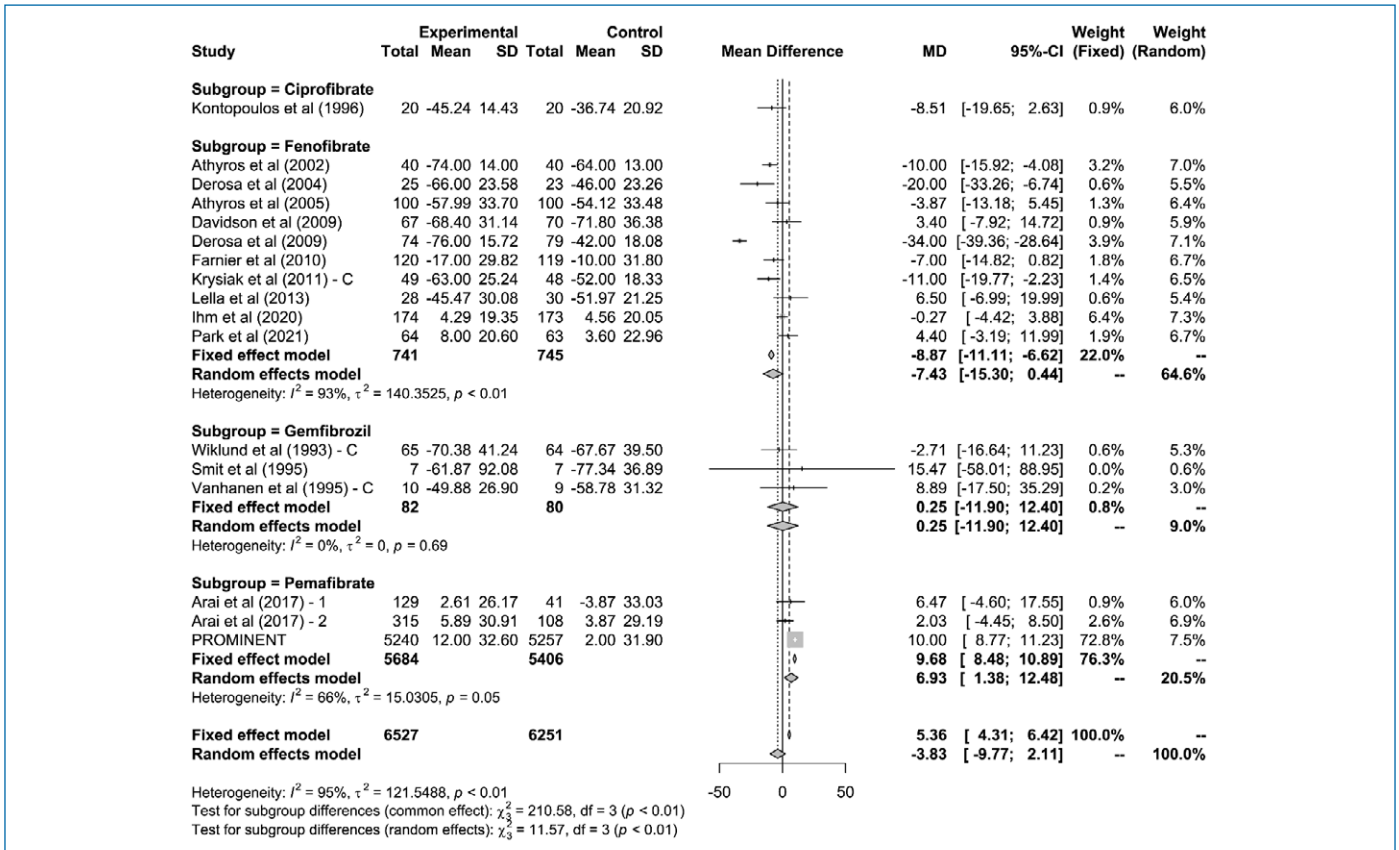 Experimental Control Weight Weight
Study Total Mean SD Total Mean SD Mean Difference MD 95%-CI (Fixed) (Random)
Subgroup = Ciprofibrate
Kontopoulos et al (1996) 20 -45.24 14.43 20 -36.74 20.92 -8.51 [-19.65; 2.63] 0.9% 6.0%
Subgroup = Fenofibrate
Athyros et al (2002) 40 -74.00 14.00 40 -64.00 13.00 -10.00 [-15.92; -4.08] 3.2% 7.0%
Derosa et al (2004) 25 -66.00 23.58 23 -46.00 23.26 -20.00 [-33.26; -6.74] 0.6% 5.5%
Athyros et al (2005) 100 -57.99 33.70 100 -54.12 33.48 -3.87 [-13.18; 5.45] 1.3% 6.4%
Davidson et al (2009) 67 -68.40 31.14 70 -71.80 36.38 3.40 [-7.92; 14.72] 0.9% 5.9%
Derosa et al (2009) 74 -76.00 15.72 79 -42.00 18.08 -34.00 [-39.36; -28.64] 3.9% 7.1%
Farnier et al (2010) 120 -17.00 29.82 119 -10.00 31.80 -7.00 [-14.82; 0.82] 1.8% 6.7%
Krysiak et al (2011) - C 49 -63.00 25.24 48 -52.00 18.33 -11.00 [-19.77; -2.23] 1.4% 6.5%
Lella et al (2013) 28 -45.47 30.08 30 -51.97 21.25 6.50 [-6.99; 19.99] 0.6% 5.4%
Ihm et al (2020) 174 4.29 19.35 173 4.56 20.05 -0.27 [-4.42; 3.88] 6.4% 7.3%
Park et al (2021) 64 8.00 20.60 63 3.60 22.96 4.40 [-3.19; 11.99] 1.9% 6.7%
Fixed effect model 741 745 -8.87 [-11.11; -6.62] 22.0% --
Random effects model -7.43 [-15.30; 0.44] -- 64.6%
Heterogeneity: I² = 93%, τ² = 140.3525, p < 0.01
Subgroup = Gemfibrozil
Wiklund et al (1993) - C 65 -70.38 41.24 64 -67.67 39.50 -2.71 [-16.64; 11.23] 0.6% 5.3%
Smit et al (1995) 7 -61.87 92.08 7 -77.34 36.89 15.47 [-58.01; 88.95] 0.0% 0.6%
Vanhanen et al (1995) - C 10 -49.88 26.90 9 -58.78 31.32 8.89 [-17.50; 35.29] 0.2% 3.0%
Fixed effect model 82 80 0.25 [-11.90; 12.40] 0.8% --
Random effects model 0.25 [-11.90; 12.40] -- 9.0%
Heterogeneity: I² = 0%, τ² = 0, p = 0.69
Subgroup = Pemafibrate
Arai et al (2017) - 1 129 2.61 26.17 41 -3.87 33.03 6.47 [-4.60; 17.55] 0.9% 6.0%
Arai et al (2017) - 2 315 5.89 30.91 108 3.87 29.19 2.03 [-4.45; 8.50] 2.6% 6.9%
PROMINENT 5240 12.00 32.60 5257 2.00 31.90 10.00 [8.77; 11.23] 72.8% 7.5%
Fixed effect model 5684 5406 9.68 [8.48; 10.89] 76.3% --
Random effects model 6.93 [1.38; 12.48] -- 20.5%
Heterogeneity: I² = 66%, τ² = 15.0305, p = 0.05
Fixed effect model 6527 6251 5.36 [4.31; 6.42] 100.0% --
Random effects model -3.83 [-9.77; 2.11] -- 100.0%
Heterogeneity: I² = 95%, τ² = 121.5488, p < 0.01 -50 0 50
Test for subgroup differences (common effect): χ²₃ = 210.58, df = 3 (p < 0.01)
Test for subgroup differences (random effects): χ²₃ = 11.57, df = 3 (p < 0.01)